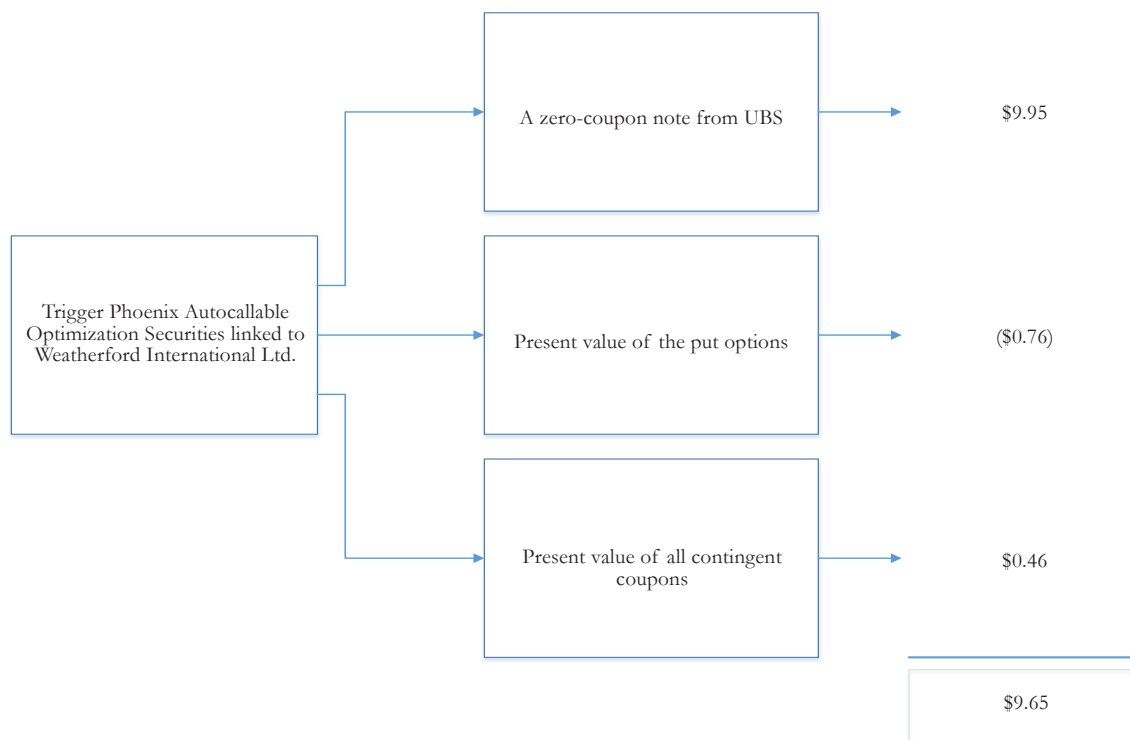 A zero-coupon note from UBS
$9.95
Trigger Phoenix Autocallable
Optimization Securities linked to
Weatherford International Ltd.
Present value of the put options
($0.76)
Present value of all contingent
coupons
$0.46
$9.65